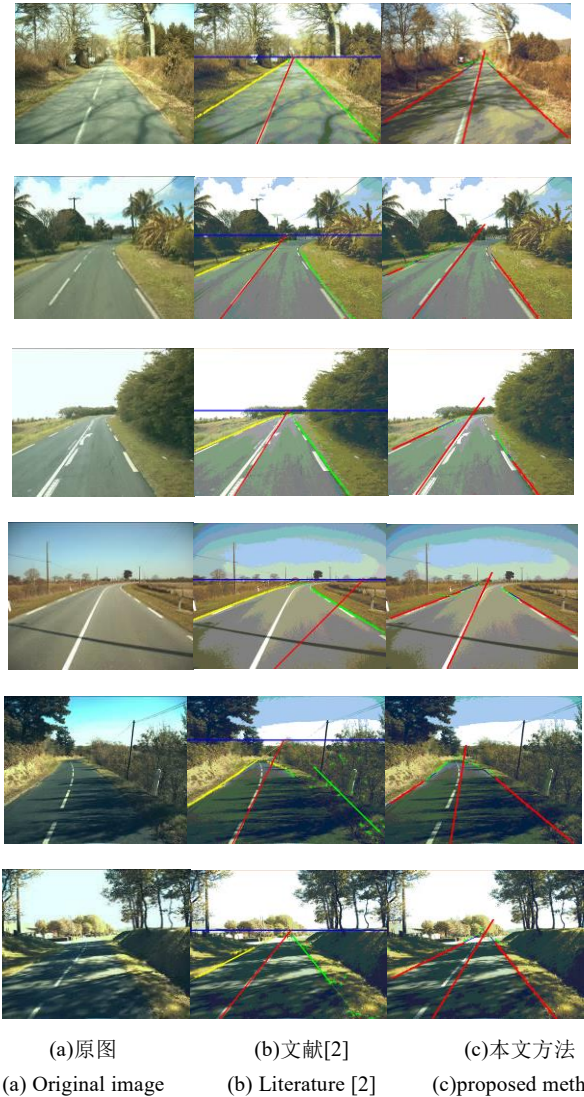 (a)原图 (b)文献[2] (c)本文方法
(a) Original image (b) Literature [2] (c)proposed meth